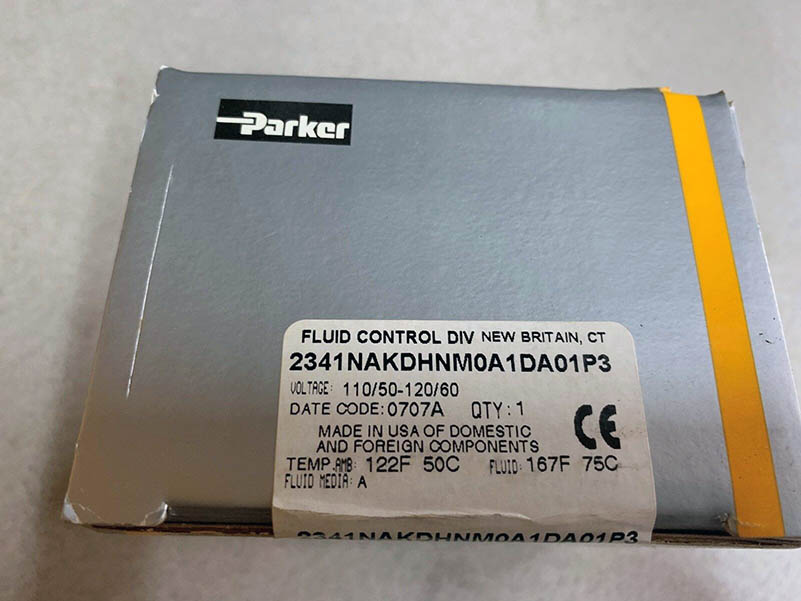 Parker
FLUID CONTROL DIV NEW BRITAIN, CT
2341NAKDHNM0A1DA01P3
VOLTAGE: 110/50-120/60
DATE CODE:0707A QTY:1
MADE IN USA OF DOMESTIC
AND FOREIGN COMPONENTS
CE
TEMP.AMB: 122F 50C FLUID: 167F 75C
FLUID MEDIA: A
2341NAKDHNM0A1DA01P3